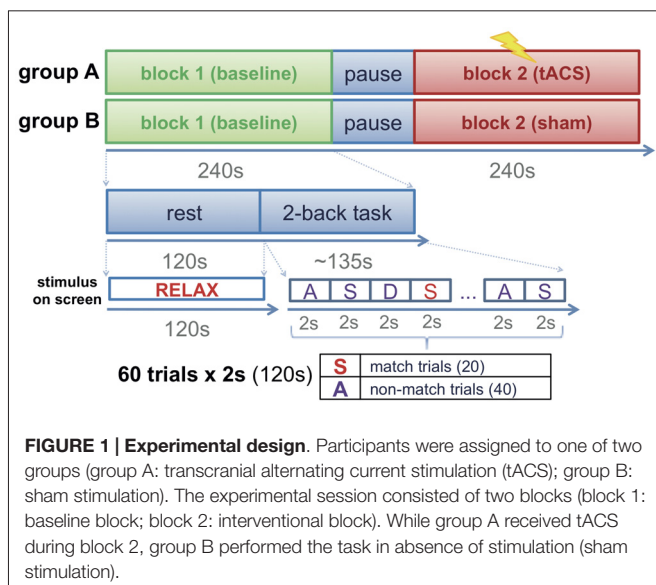 group A block 1 (baseline) pause block 2 (tACS)
group B block 1 (baseline) pause block 2 (sham)
240s 240s
rest 2-back task
120s ~135s
stimulus
on screen
RELAX A S D S ... A S
120s 2s 2s 2s 2s 2s 2s
60 trials x 2s (120s) S match trials (20)
A non-match trials (40)
FIGURE 1 | Experimental design. Participants were assigned to one of two
groups (group A: transcranial alternating current stimulation (tACS); group B:
sham stimulation). The experimental session consisted of two blocks (block 1:
baseline block; block 2: interventional block). While group A received tACS
during block 2, group B performed the task in absence of stimulation (sham
stimulation).